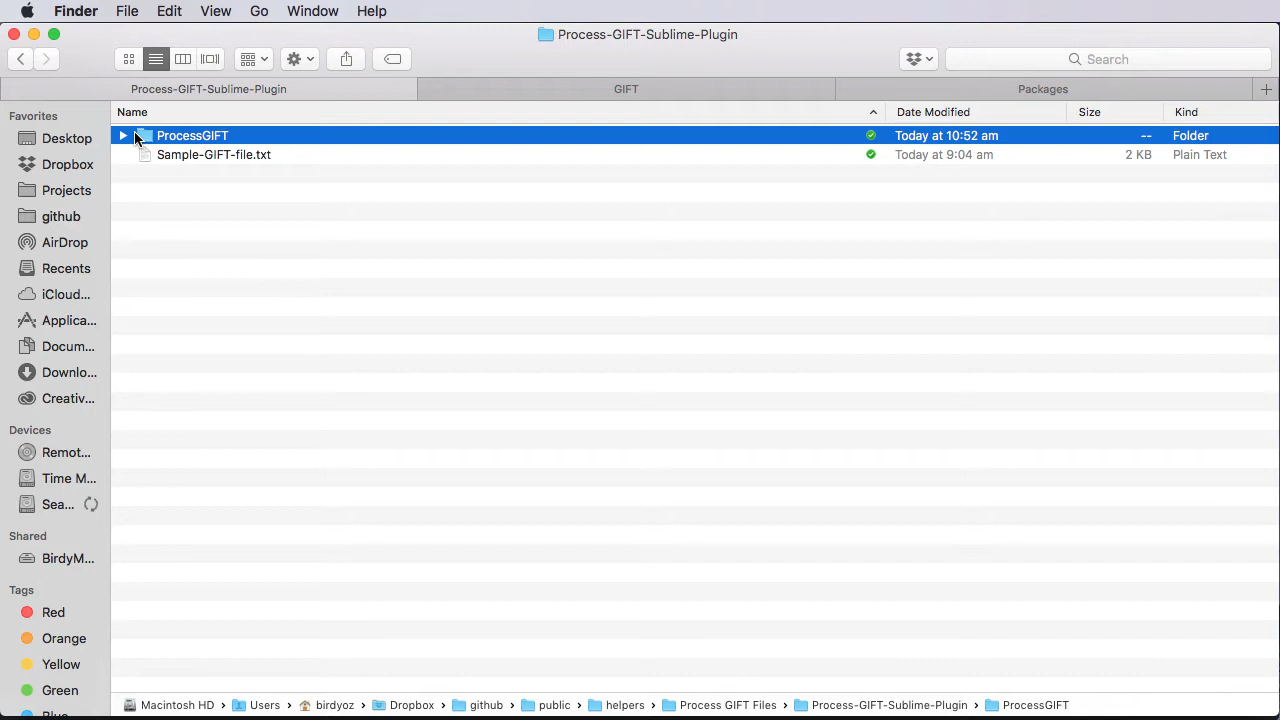 Finder File Edit View Go Window Help
Process-GIFT-Sublime-Plugin
Search
Process-GIFT-Sublime-Plugin GIFT Packages
Favorites
Desktop
Dropbox
Projects
github
AirDrop
Recents
iCloud...
Applica...
Docum...
Downlo...
Creativ...
Devices
Remot...
Time M...
Sea...
Shared
BirdyM...
Tags
Red
Orange
Yellow
Green
Blue
Name Date Modified Size Kind
ProcessGIFT Today at 10:52 am -- Folder
Sample-GIFT-file.txt Today at 9:04 am 2 KB Plain Text
Macintosh HD Users birdyoz Dropbox github public helpers Process GIFT Files Process-GIFT-Sublime-Plugin ProcessGIFT